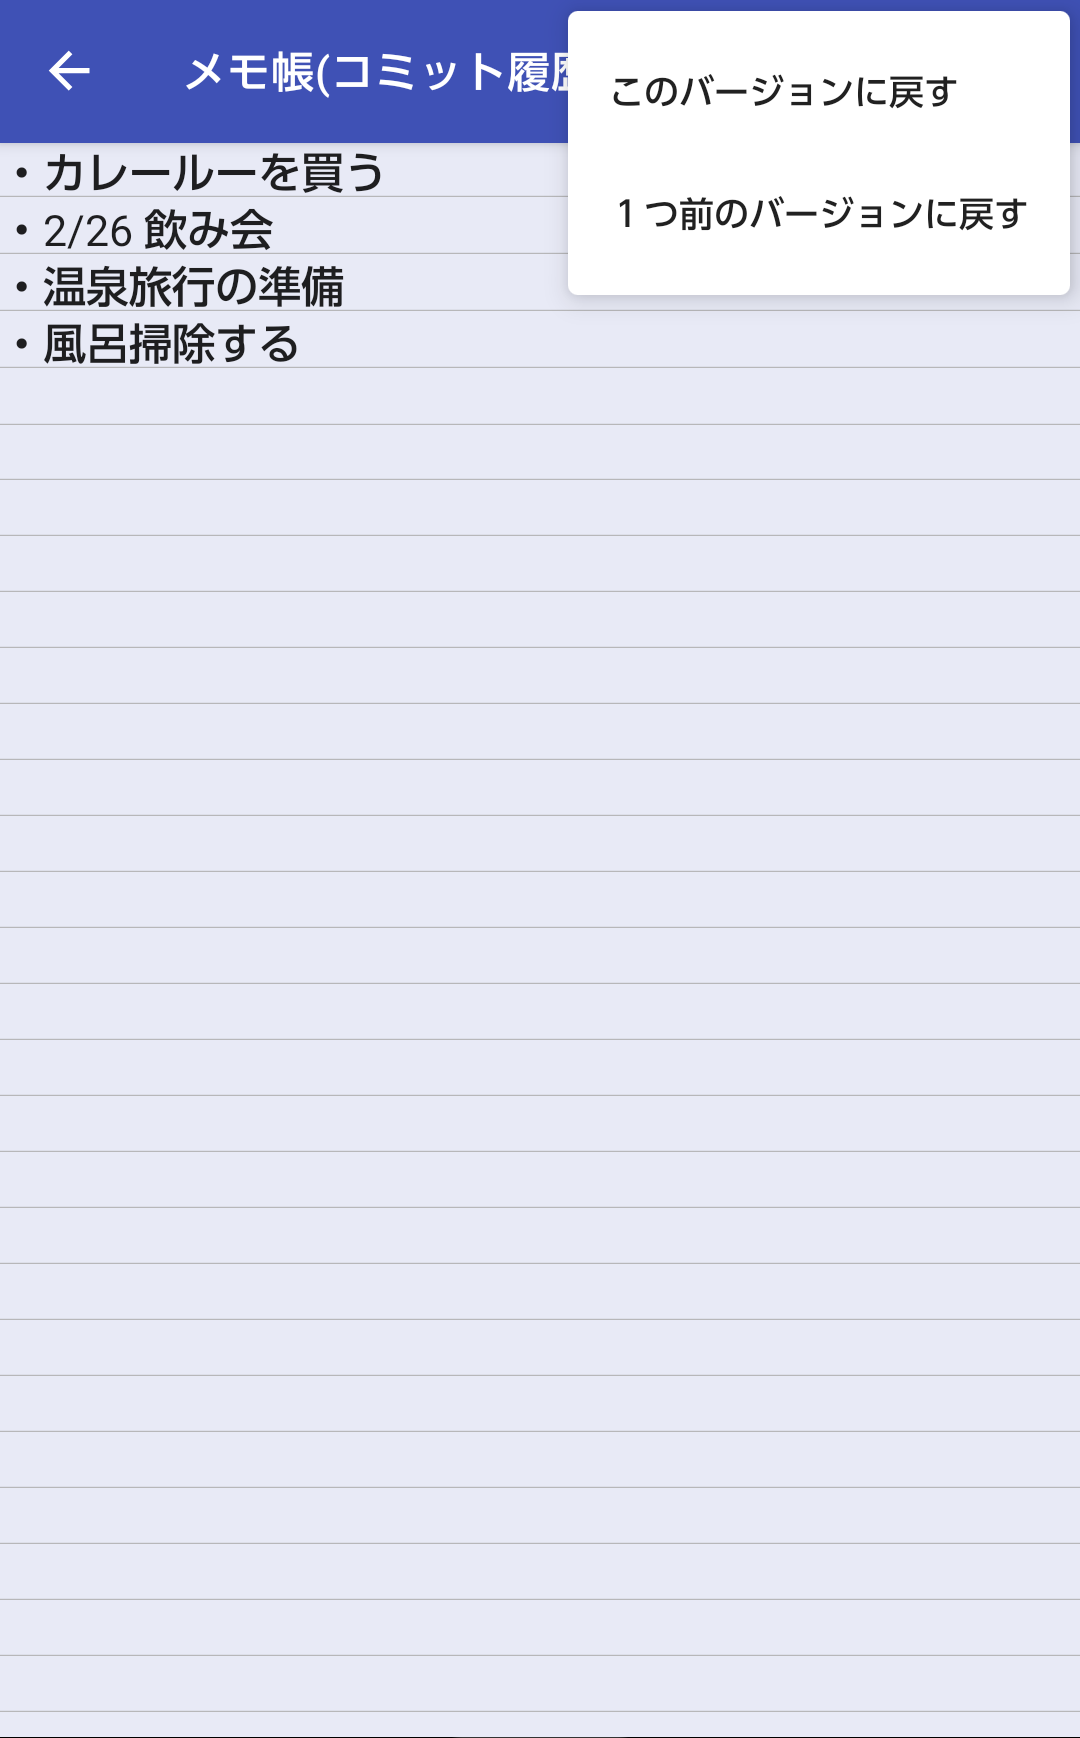 メモ帳(コミット履
このバージョンに戻す
1つ前のバージョンに戻す
・カレールーを買う
・2/26 飲み会
・温泉旅行の準備
・風呂掃除する